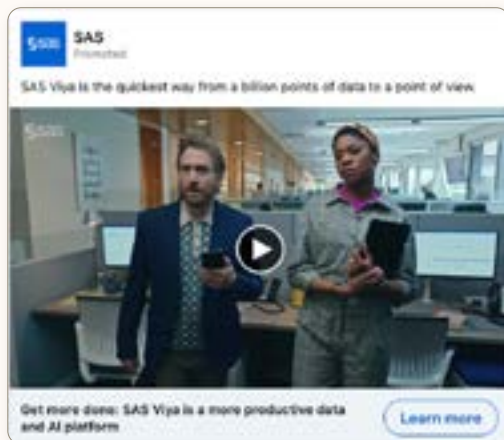 SAS
SAS
Promoted
SAS Viya is the quickest way from a billion points of data to a point of view.
SAS
Get more done: SAS Viya is a more productive data
and AI platform
Learn more